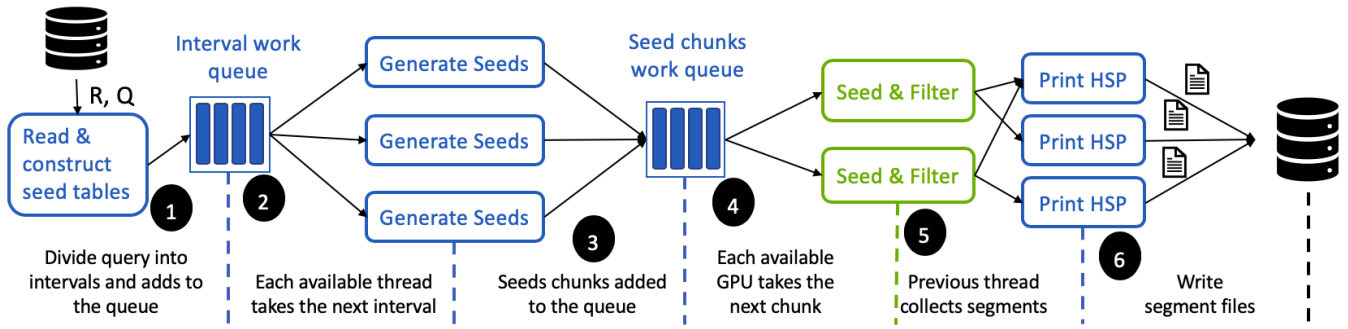 R, Q
Read &
construct
seed tables
1
Interval work
queue
2
Generate Seeds
Generate Seeds
Generate Seeds
3
Seed chunks
work queue
4
Seed & Filter
Seed & Filter
5
Print HSP
Print HSP
Print HSP
6
Divide query into
intervals and adds to
the queue
Each available thread
takes the next interval
Seeds chunks added
to the queue
Each available
GPU takes the
next chunk
Previous thread
collects segments
Write
segment files